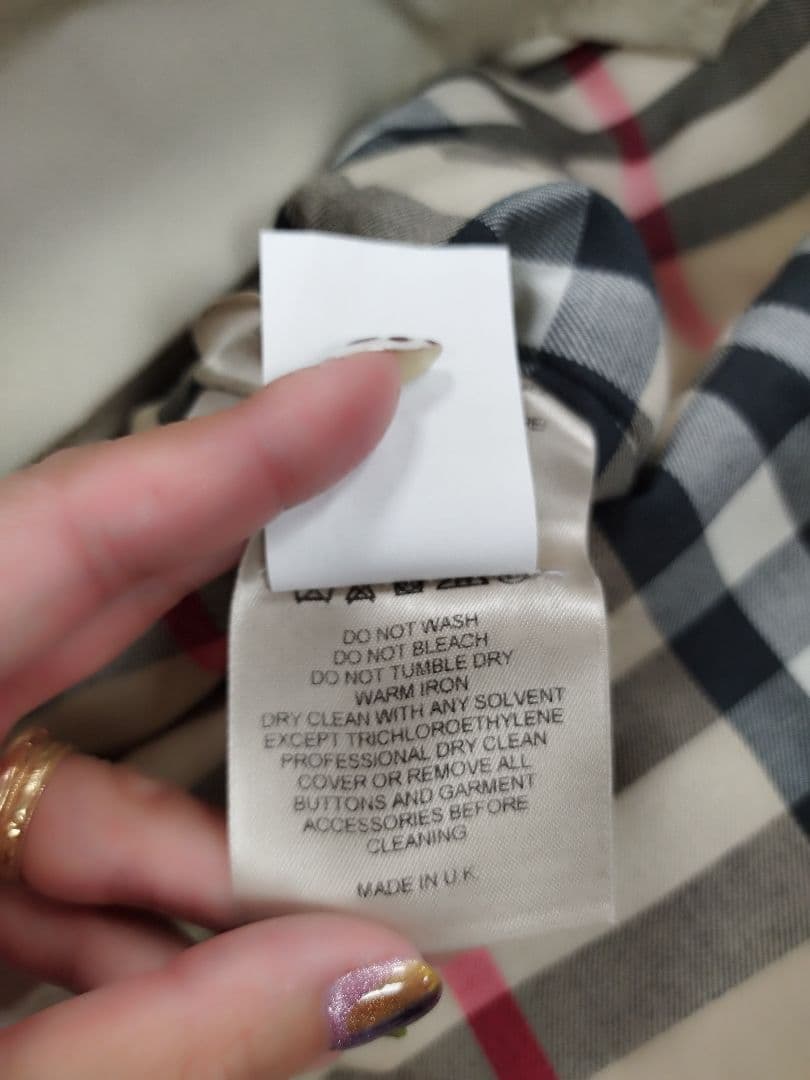 DO NOT WASH
DO NOT BLEACH
DO NOT TUMBLE DRY
WARM IRON
DRY CLEAN WITH ANY SOLVENT
EXCEPT TRICHLOROETHYLENE
PROFESSIONAL DRY CLEAN
COVER OR REMOVE ALL
BUTTONS AND GARMENT
ACCESSORIES BEFORE
CLEANING
MADE IN U.K